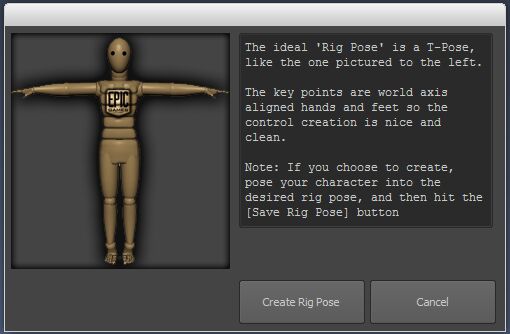 EPIC
GAMES
The ideal 'Rig Pose' is a T-Pose,
like the one pictured to the left.
The key points are world axis
aligned hands and feet so the
control creation is nice and
clean.
Note: If you choose to create,
pose your character into the
desired rig pose, and then hit the
[Save Rig Pose] button
Create Rig Pose
Cancel